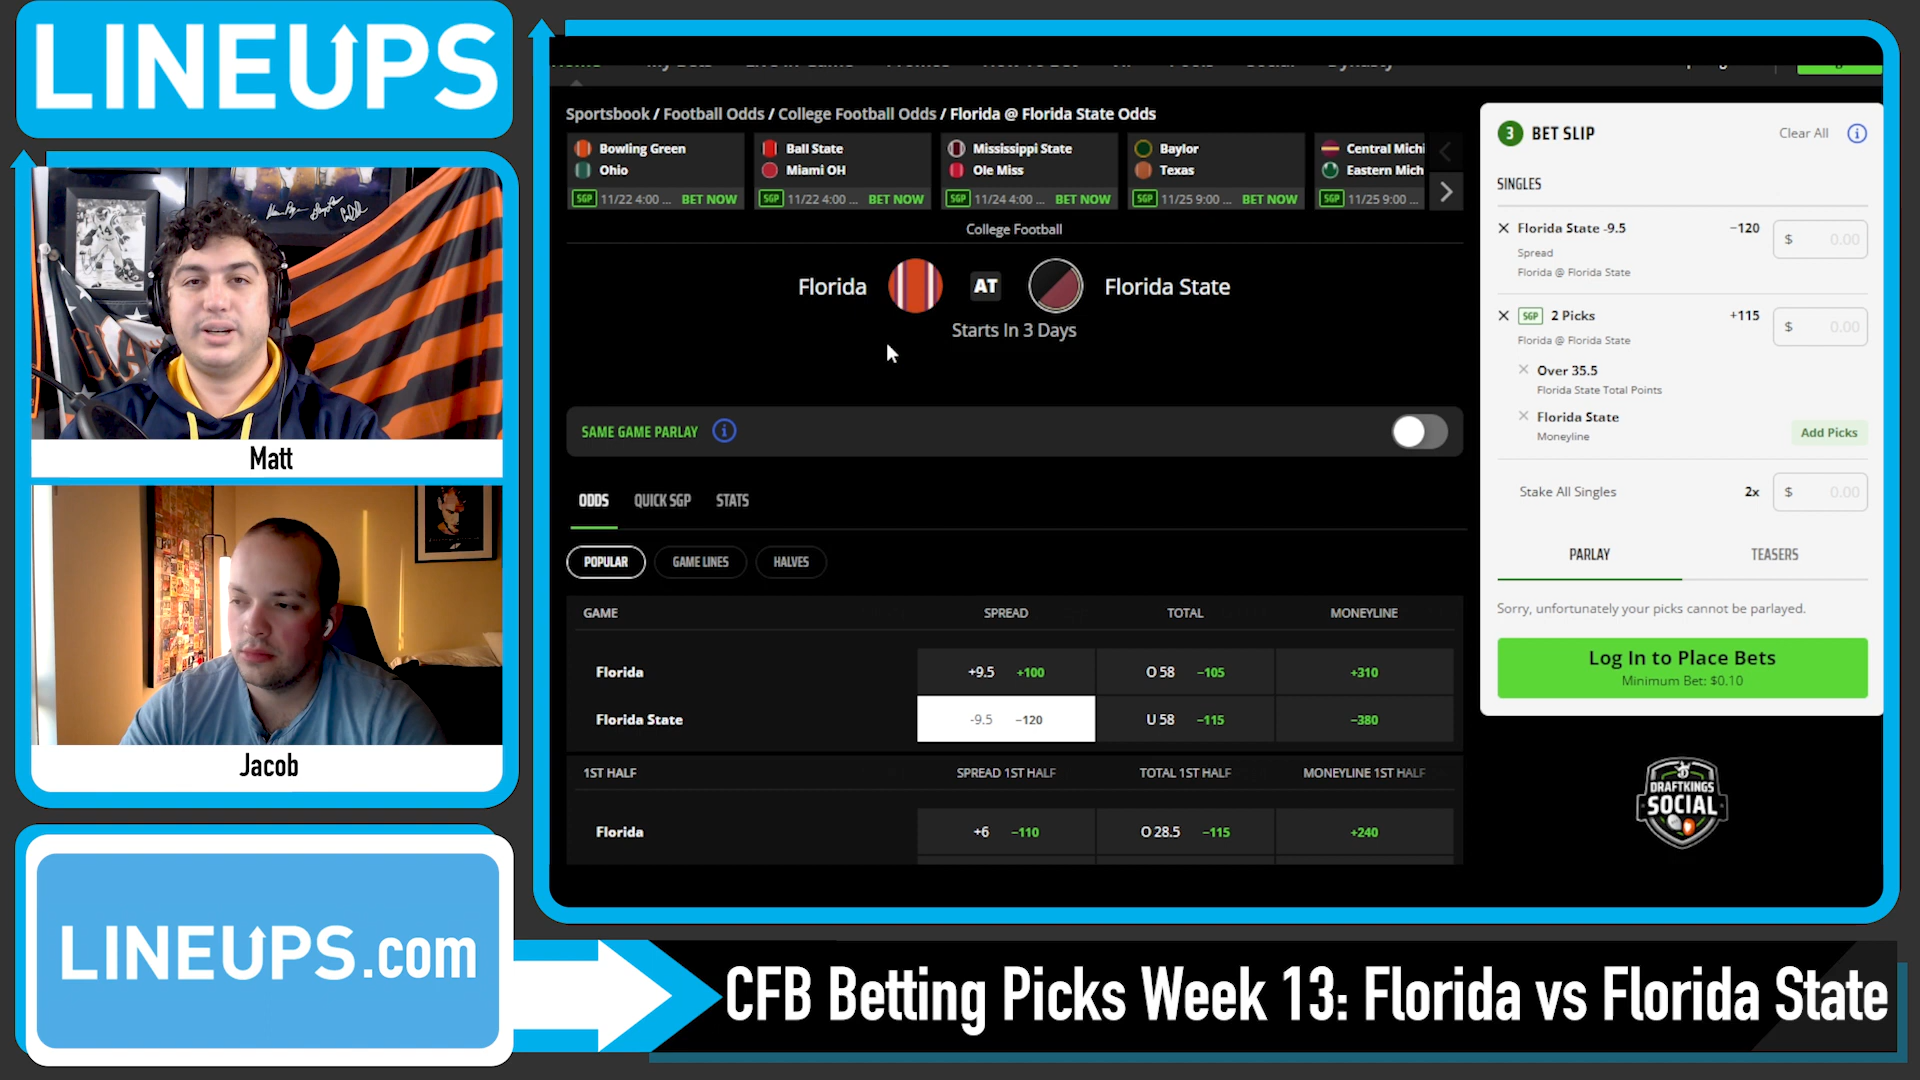 LINEUPS
Matt
Jacob
LINEUPS.com
Sportsbook / Football Odds / College Football Odds / Florida @ Florida State Odds
Bowling Green
Ohio
SGP 11/22 4:00 ... BET NOW
Ball State
Miami OH
SGP 11/22 4:00 ... BET NOW
Mississippi State
Ole Miss
SGP 11/24 4:00 ... BET NOW
Baylor
Texas
SGP 11/25 9:00 ... BET NOW
Central Michi
Eastern Mich
SGP 11/25 9:00 ...
College Football
Florida AT Florida State
Starts In 3 Days
SAME GAME PARLAY i
ODDS QUICK SGP STATS
POPULAR GAME LINES HALVES
GAME SPREAD TOTAL MONEYLINE
Florida +9.5 +100 O 58 −105 +310
Florida State -9.5 −120 U 58 −115 −380
1ST HALF SPREAD 1ST HALF TOTAL 1ST HALF MONEYLINE 1ST HALF
Florida +6 −110 O 28.5 −115 +240
3 BET SLIP Clear All i
SINGLES
Florida State -9.5 −120 $ 0.00
Spread
Florida @ Florida State
SGP 2 Picks +115 $ 0.00
Florida @ Florida State
Over 35.5
Florida State Total Points
Florida State
Moneyline
Add Picks
Stake All Singles 2x $ 0.00
PARLAY TEASERS
Sorry, unfortunately your picks cannot be parlayed.
Log In to Place Bets
Minimum Bet: $0.10
DRAFTKINGS
SOCIAL
CFB Betting Picks Week 13: Florida vs Florida State